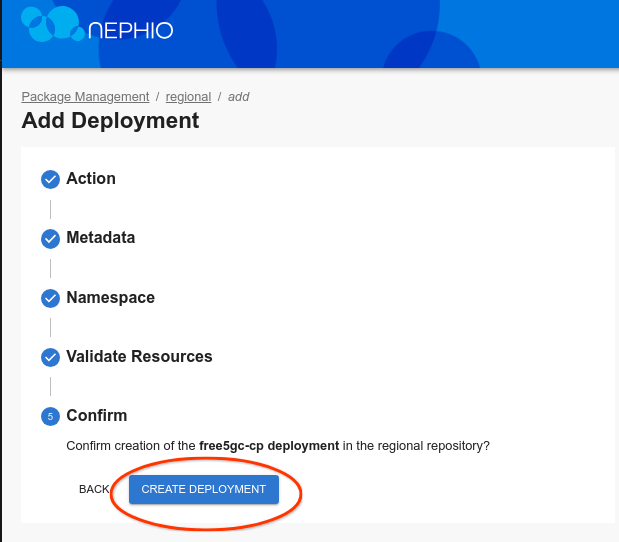 NEPHIO
Package Management / regional / add
Add Deployment
Action
Metadata
Namespace
Validate Resources
5 Confirm
Confirm creation of the free5gc-cp deployment in the regional repository?
BACK CREATE DEPLOYMENT